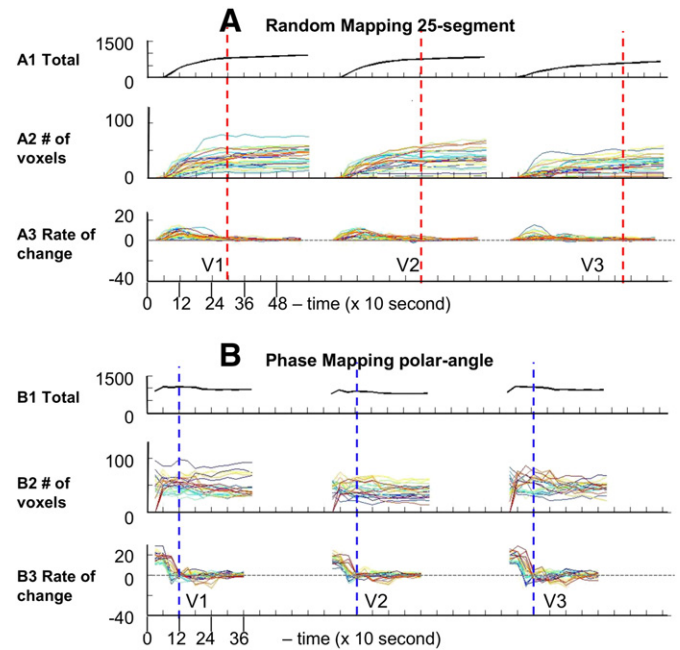 A Random Mapping 25-segment
1500
A1 Total
0
100
A2 # of
voxels
0
20
A3 Rate of
change
0
-40
V1 V2 V3
0 12 24 36 48 – time (x 10 second)
B Phase Mapping polar-angle
1500
B1 Total
0
100
B2 # of
voxels
0
20
B3 Rate of
change
0
-40
V1 V2 V3
0 12 24 36 – time (x 10 second)